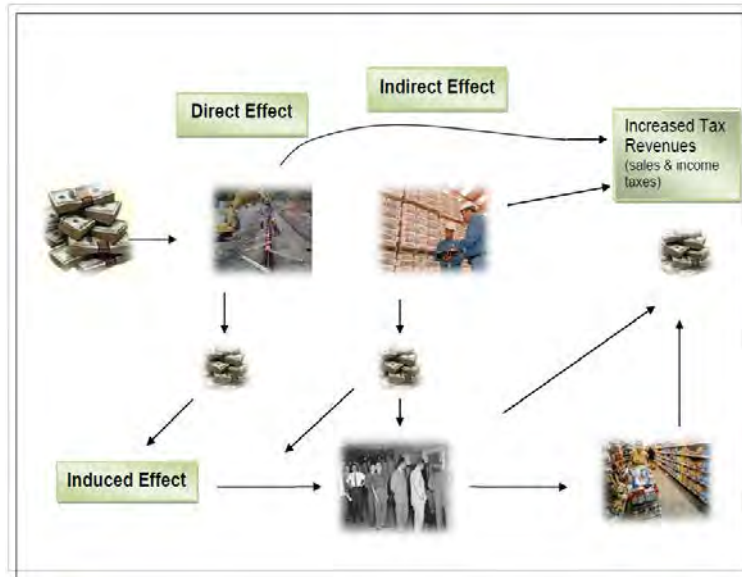 Indirect Effect
Direct Effect
Increased Tax
Revenues
(sales & income
taxes)
Induced Effect